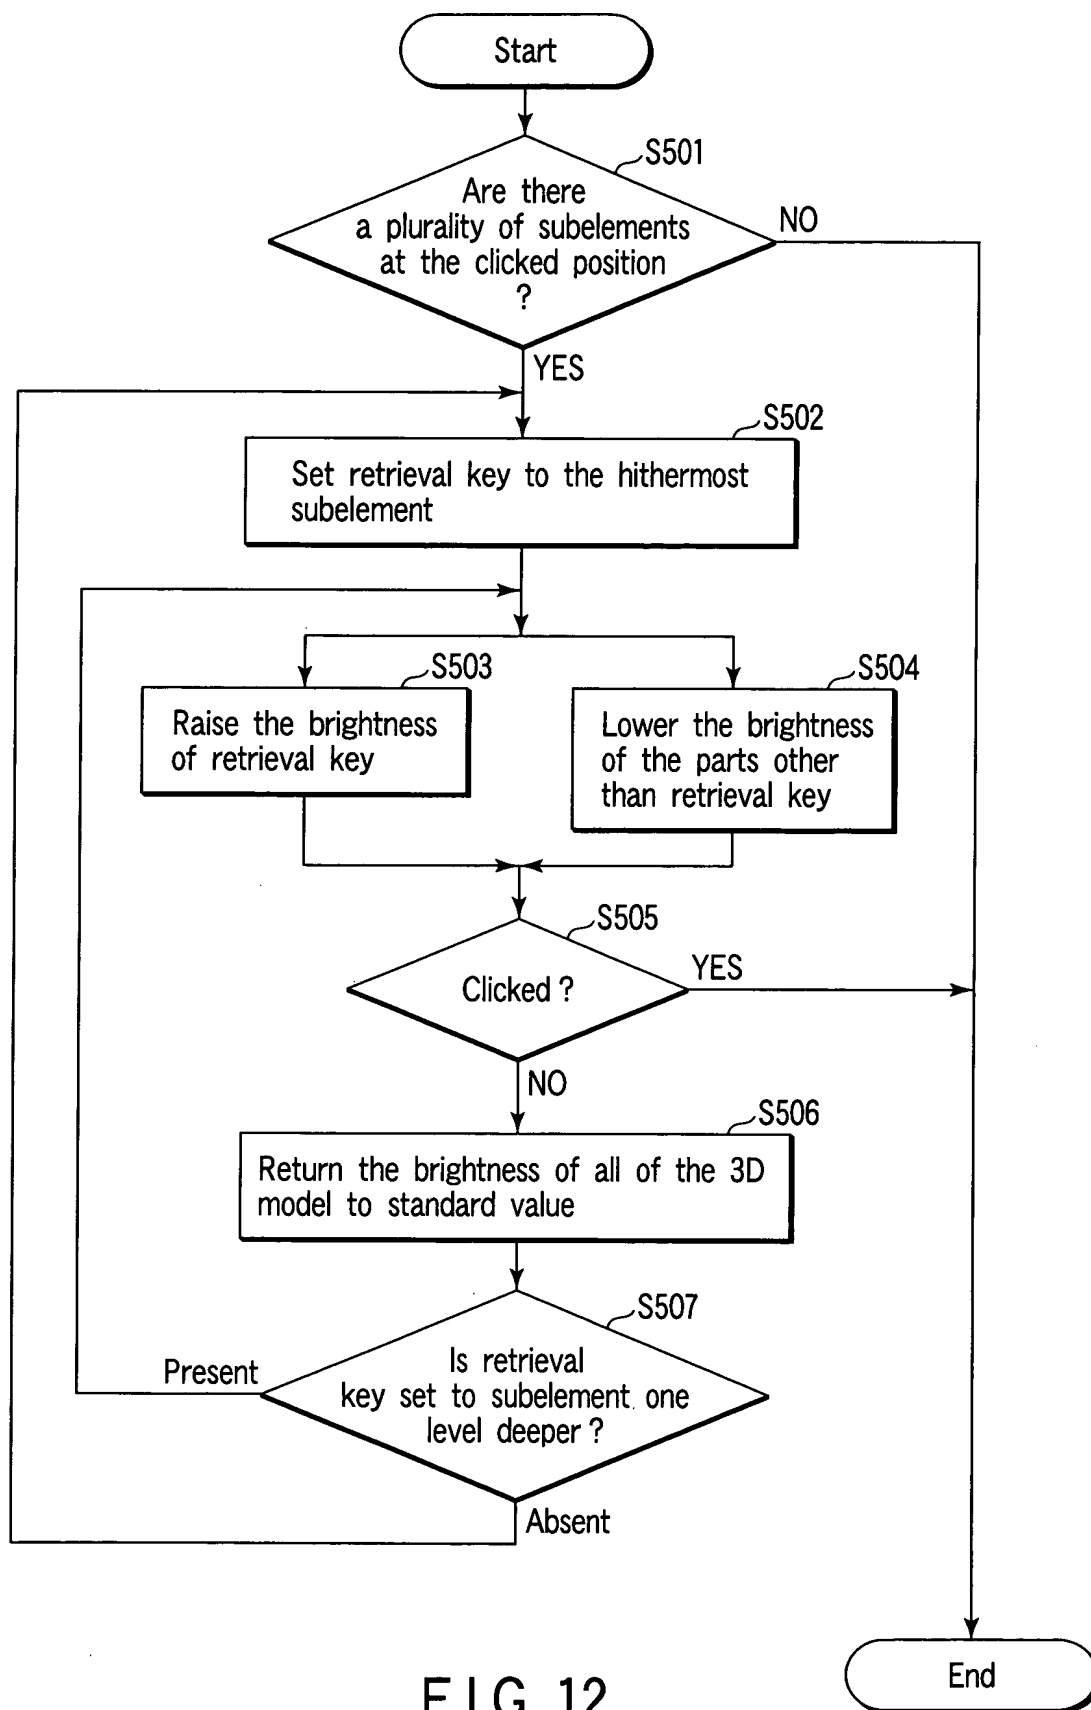 Start
S501
Are there
a plurality of subelements
at the clicked position
?
NO
YES
S502
Set retrieval key to the hithermost
subelement
S503
Raise the brightness
of retrieval key
S504
Lower the brightness
of the parts other
than retrieval key
S505
Clicked ?
YES
NO
S506
Return the brightness of all of the 3D
model to standard value
S507
Is retrieval
key set to subelement one
level deeper ?
Present
Absent
End
FIG. 12